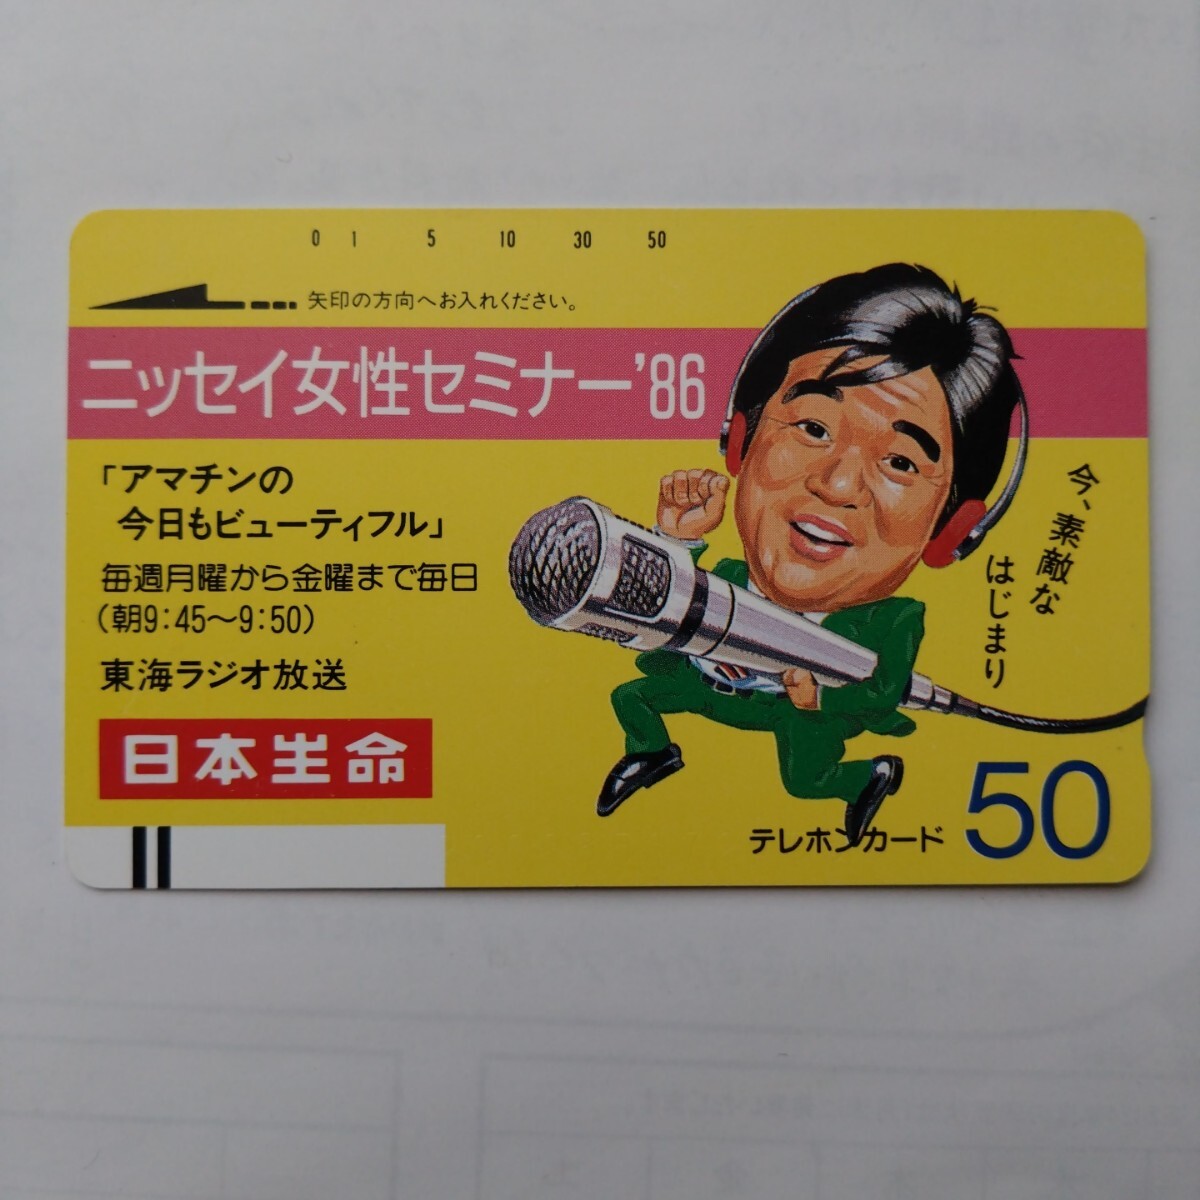 0 1 5 10 30 50
矢印の方向へお入れください。
ニッセイ女性セミナー'86
「アマチンの
今日もビューティフル」
毎週月曜から金曜まで毎日
(朝9:45〜9:50)
東海ラジオ放送
日本生命
今、素敵な
はじまり
テレホンカード 50